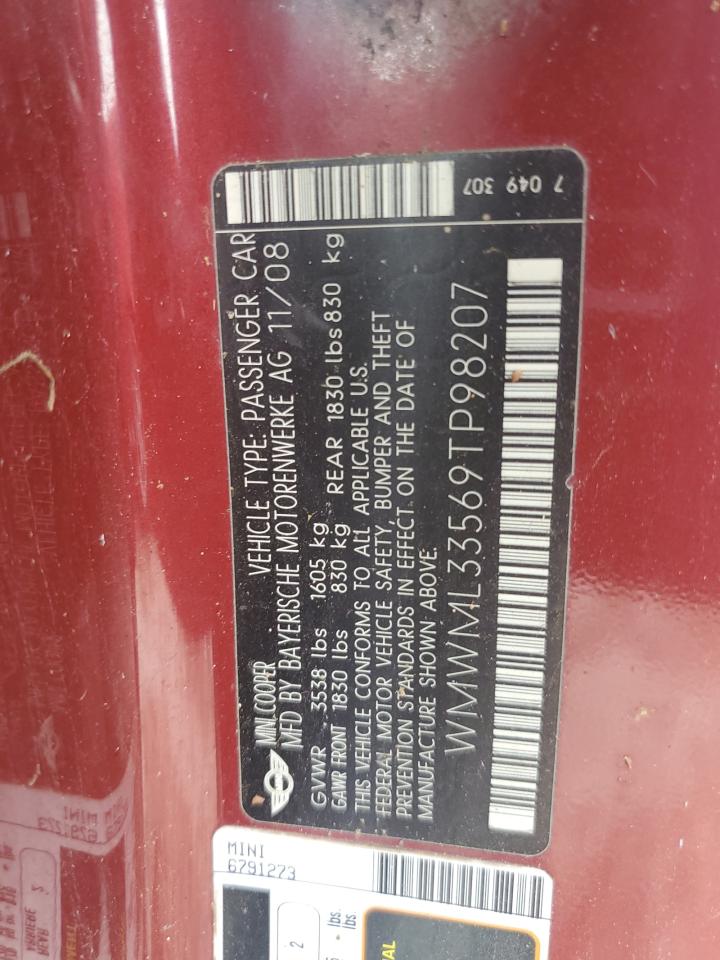 7 049 307
MINI COOPER VEHICLE TYPE: PASSENGER CAR
MFD BY BAYERISCHE MOTORENWERKE AG 11/08
GVWR 3538 lbs 1605 kg
GAWR FRONT 1830 lbs 830 kg REAR 1830 lbs 830 kg
THIS VEHICLE CONFORMS TO ALL APPLICABLE U.S.
FEDERAL MOTOR VEHICLE SAFETY, BUMPER AND THEFT
PREVENTION STANDARDS IN EFFECT ON THE DATE OF
MANUFACTURE SHOWN ABOVE.
WMWML33569TP98207
MINI
6791273
2
lbs.
lbs.